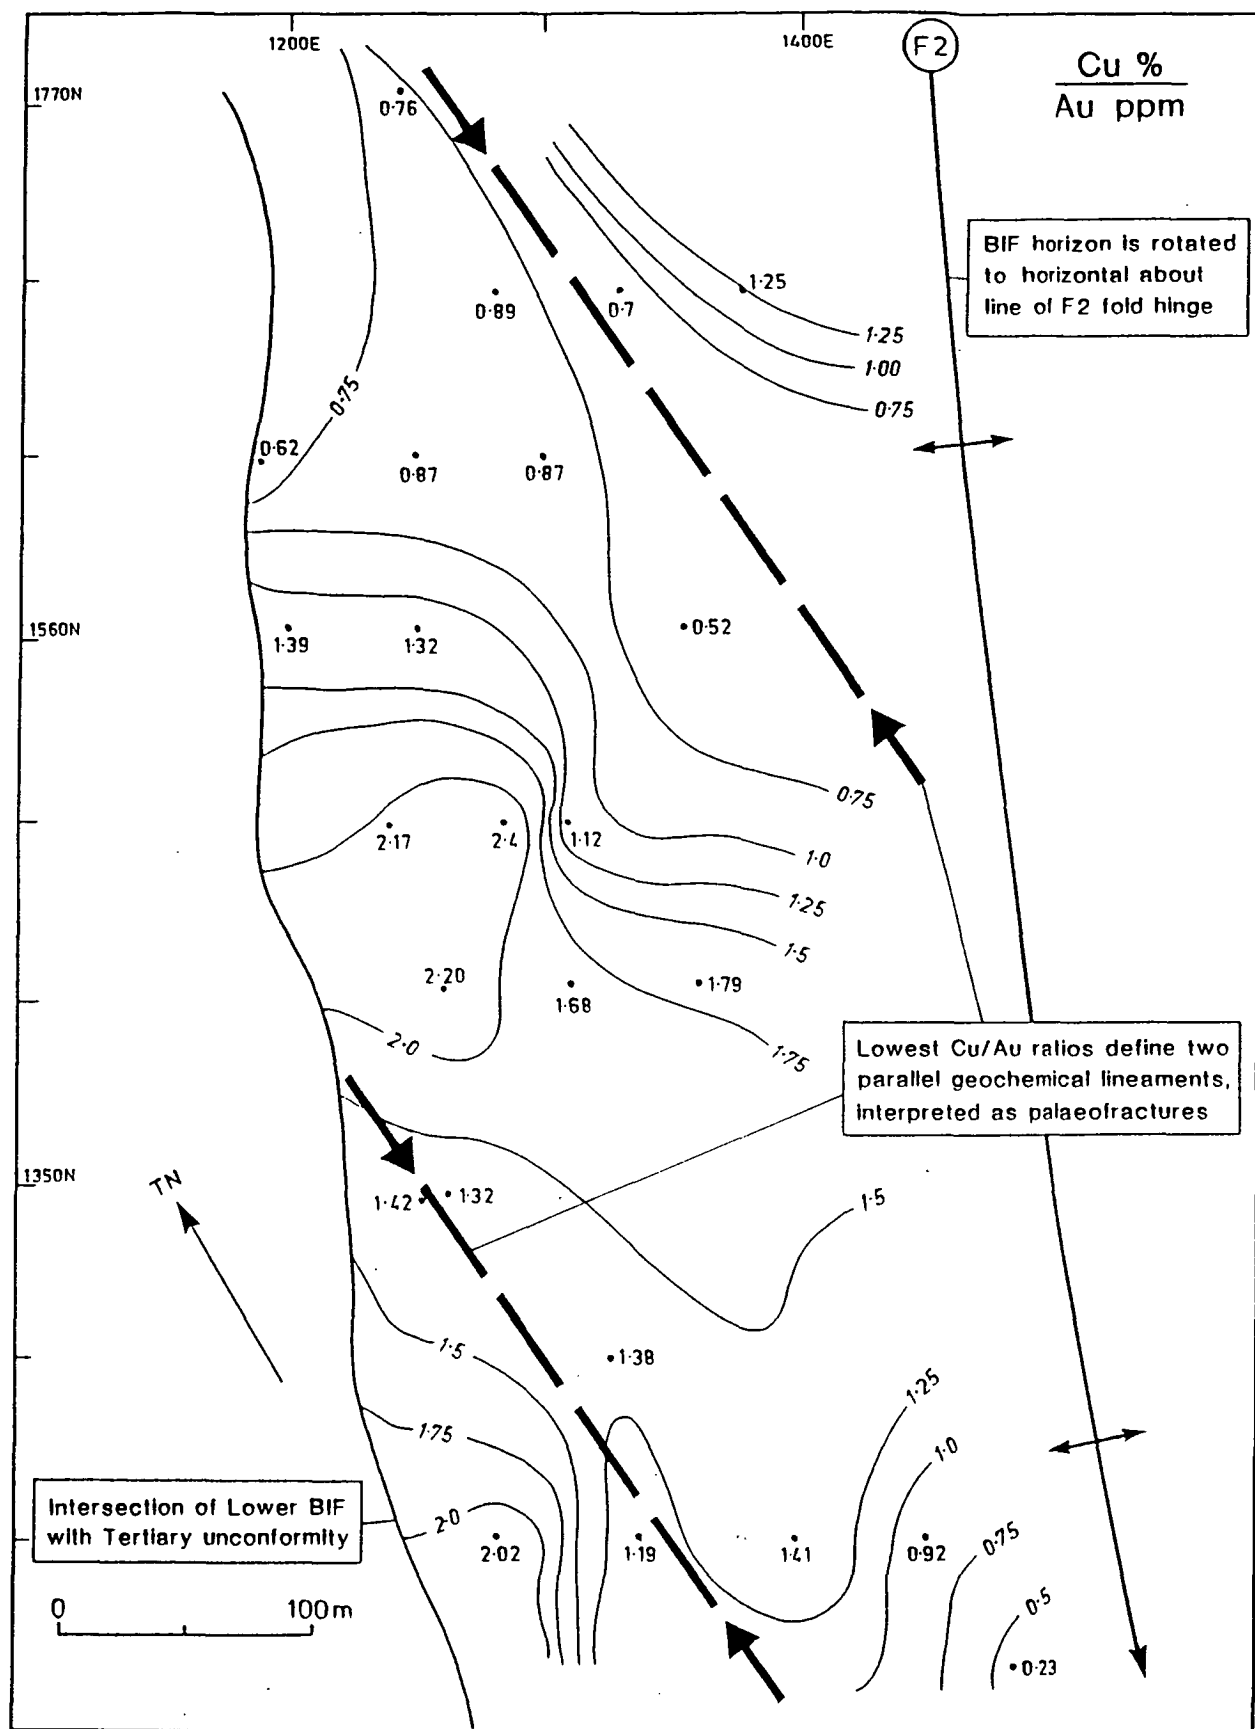 1200E
1400E
F2
Cu %
Au ppm
1770N
0·76
BIF horizon is rotated
to horizontal about
line of F2 fold hinge
1·25
0·89
0·7
1·25
1·00
0·75
0·75
0·62
0·87
0·87
1560N
1·39
1·32
0·52
0·75
2·17
2·4
1·12
1·0
1·25
1·5
2·20
1·68
1·79
2·0
1·75
Lowest Cu/Au ratios define two
parallel geochemical lineaments,
interpreted as palaeofractures
1350N
TN
1·42
1·32
1·5
1·5
1·38
1·25
1·75
1·0
Intersection of Lower BIF
with Tertiary unconformity
2·0
2·02
1·19
1·41
0·92
0·75
0·5
0
100m
0·23